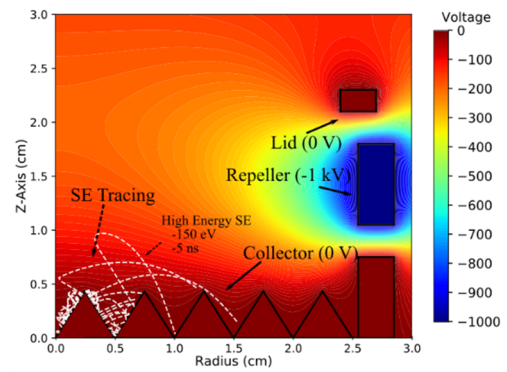 Voltage
3.0
2.5
2.0
1.5
1.0
0.5
0.0
Z-Axis (cm)
0.0 0.5 1.0 1.5 2.0 2.5 3.0
Radius (cm)
Lid (0 V)
Repeller (-1 kV)
SE Tracing
High Energy SE
-150 eV
-5 ns
Collector (0 V)
0
−100
−200
−300
−400
−500
−600
−700
−800
−900
−1000